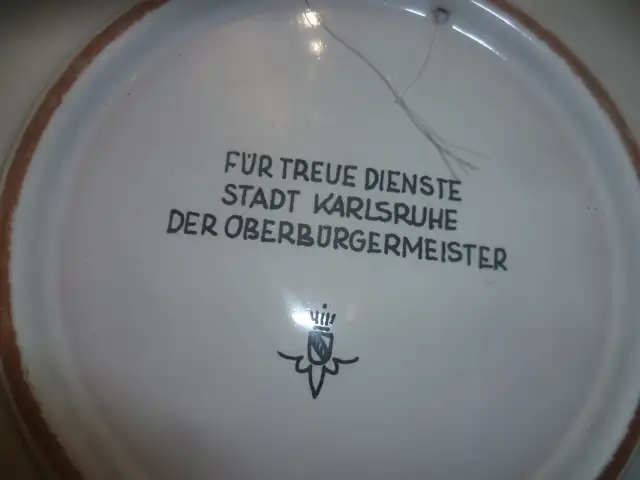 FÜR TREUE DIENSTE
STADT KARLSRUHE
DER OBERBÜRGERMEISTER